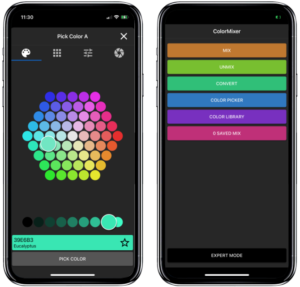 11:30
Pick Color A
39E5B3
Eucalyptus
PICK COLOR
ColorMixer
MIX
UNMIX
CONVERT
COLOR PICKER
COLOR LIBRARY
6 SAVED MIX
EXPERT MODE